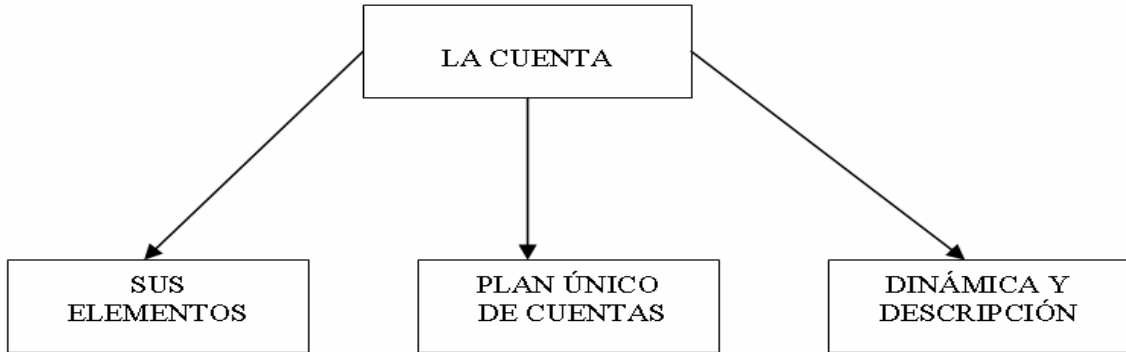 LA CUENTA
SUS
ELEMENTOS
PLAN ÚNICO
DE CUENTAS
DINÁMICA Y
DESCRIPCIÓN